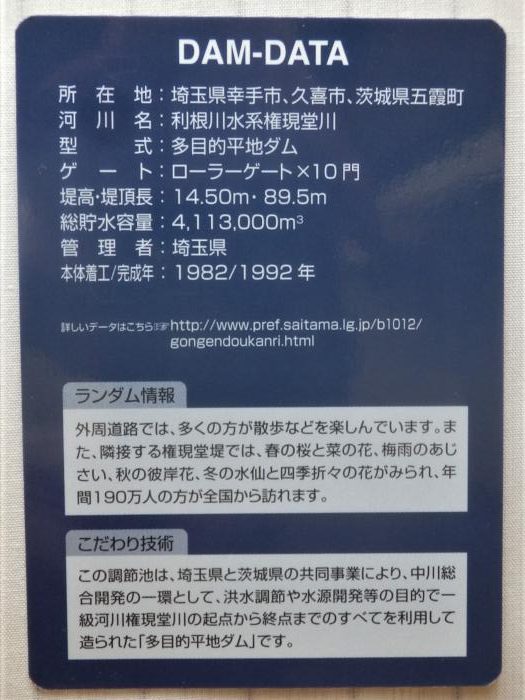 DAM-DATA
所在地：埼玉県幸手市、久喜市、茨城県五霞町
河川名：利根川水系権現堂川
型式：多目的平地ダム
ゲート：ローラーゲート×10門
堤高・堤頂長：14.50m・89.5m
総貯水容量：4,113,000m³
管理者：埼玉県
本体着工/完成年：1982/1992年
詳しいデータはこちら☞http://www.pref.saitama.lg.jp/b1012/
gongendoukanri.html
ランダム情報
外周道路では、多くの方が散歩などを楽しんでいます。ま
た、隣接する権現堂堤では、春の桜と菜の花、梅雨のあじ
さい、秋の彼岸花、冬の水仙と四季折々の花がみられ、年
間190万人の方が全国から訪れます。
こだわり技術
この調節池は、埼玉県と茨城県の共同事業により、中川総
合開発の一環として、洪水調節や水源開発等の目的で一
級河川権現堂川の起点から終点までのすべてを利用して
造られた「多目的平地ダム」です。